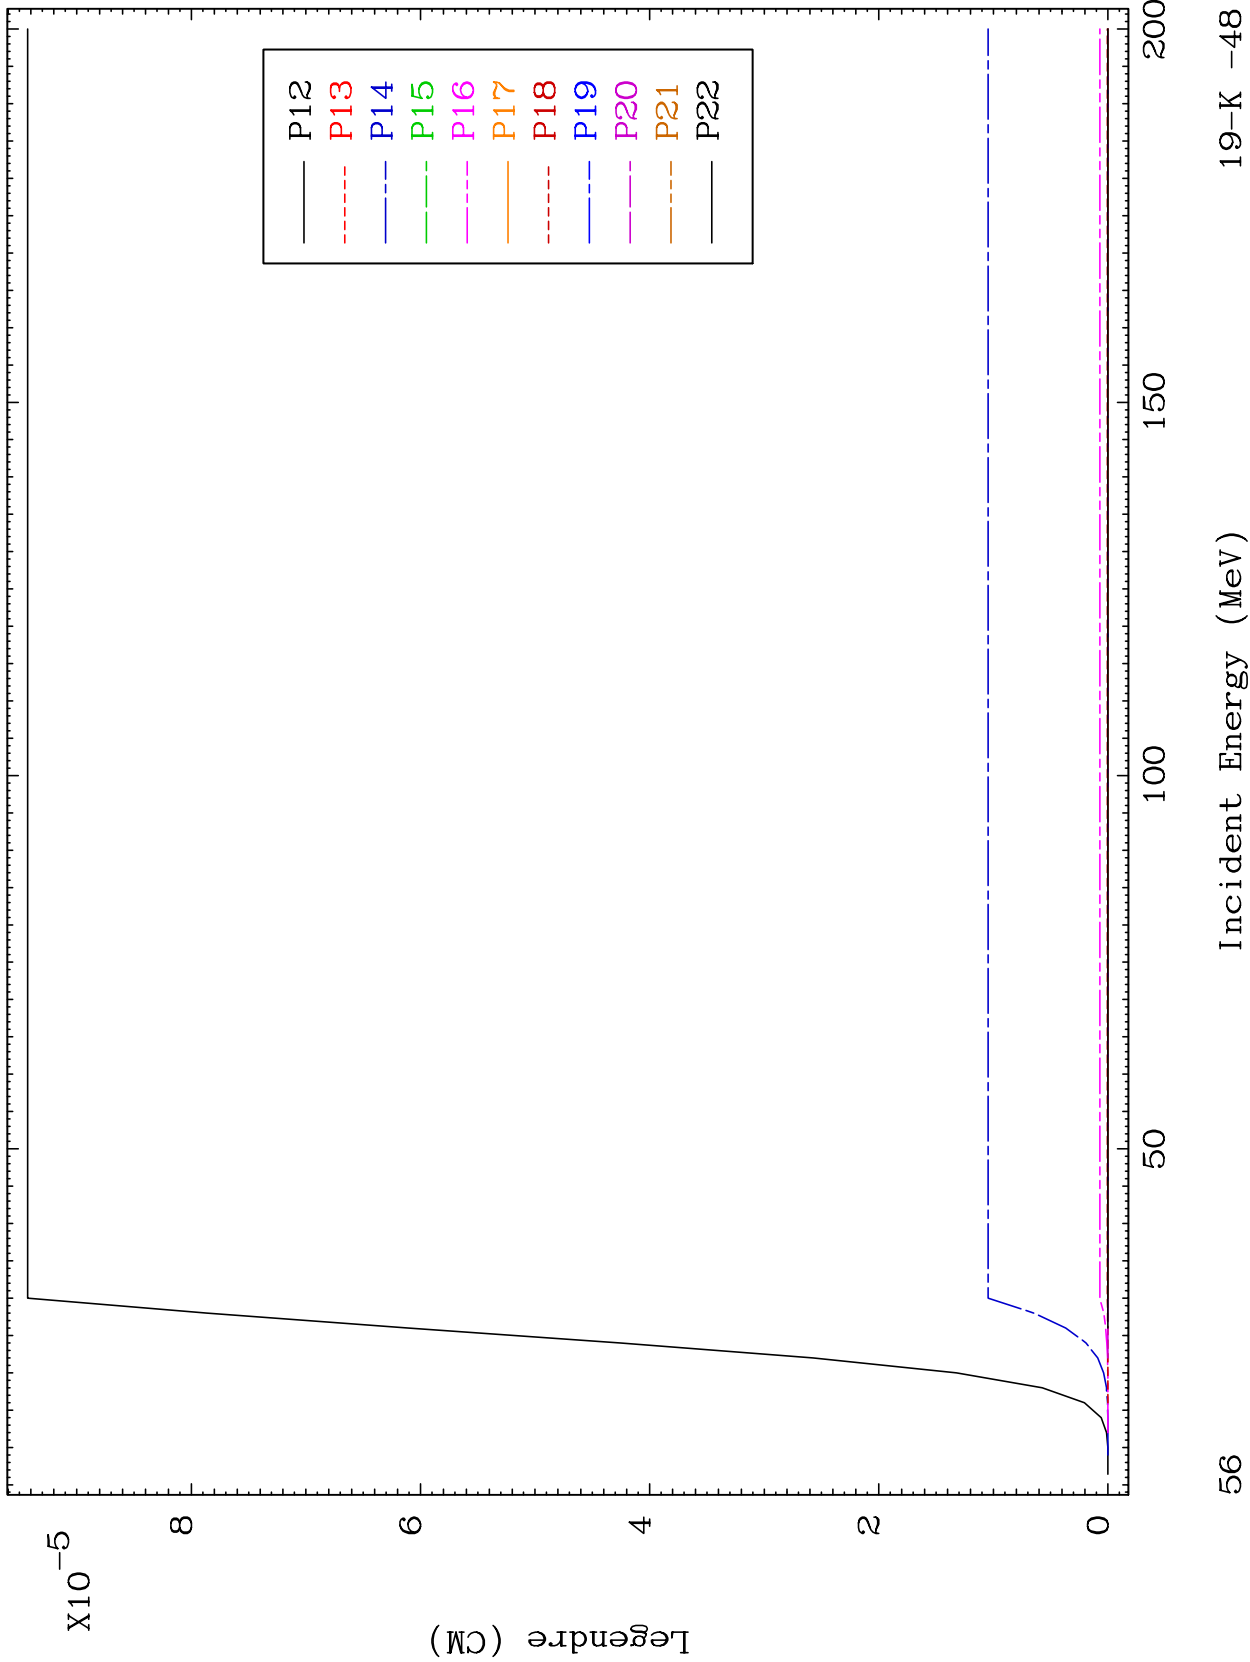 X10
-5
Legendre (CM)
8
6
4
2
0
50
100
150
200
Incident Energy (MeV)
P12
P13
P14
P15
P16
P17
P18
P19
P20
P21
P22
56
19-K -48